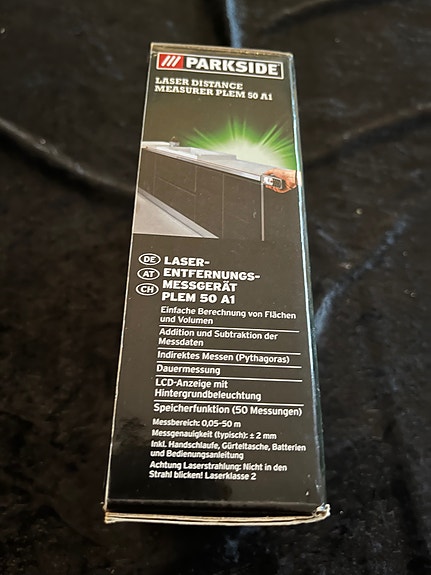 PARKSIDE
LASER DISTANCE
MEASURER PLEM 50 A1
DE LASER-
AT ENTFERNUNGS-
CH MESSGERÄT
PLEM 50 A1
Einfache Berechnung von Flächen
und Volumen
Addition und Subtraktion der
Messdaten
Indirektes Messen (Pythagoras)
Dauermessung
LCD-Anzeige mit
Hintergrundbeleuchtung
Speicherfunktion (50 Messungen)
Messbereich: 0,05-50 m
Messgenauigkeit (typisch): ± 2 mm
Inkl. Handschlaufe, Gürteltasche, Batterien
und Bedienungsanleitung
Achtung Laserstrahlung: Nicht in den
Strahl blicken! Laserklasse 2